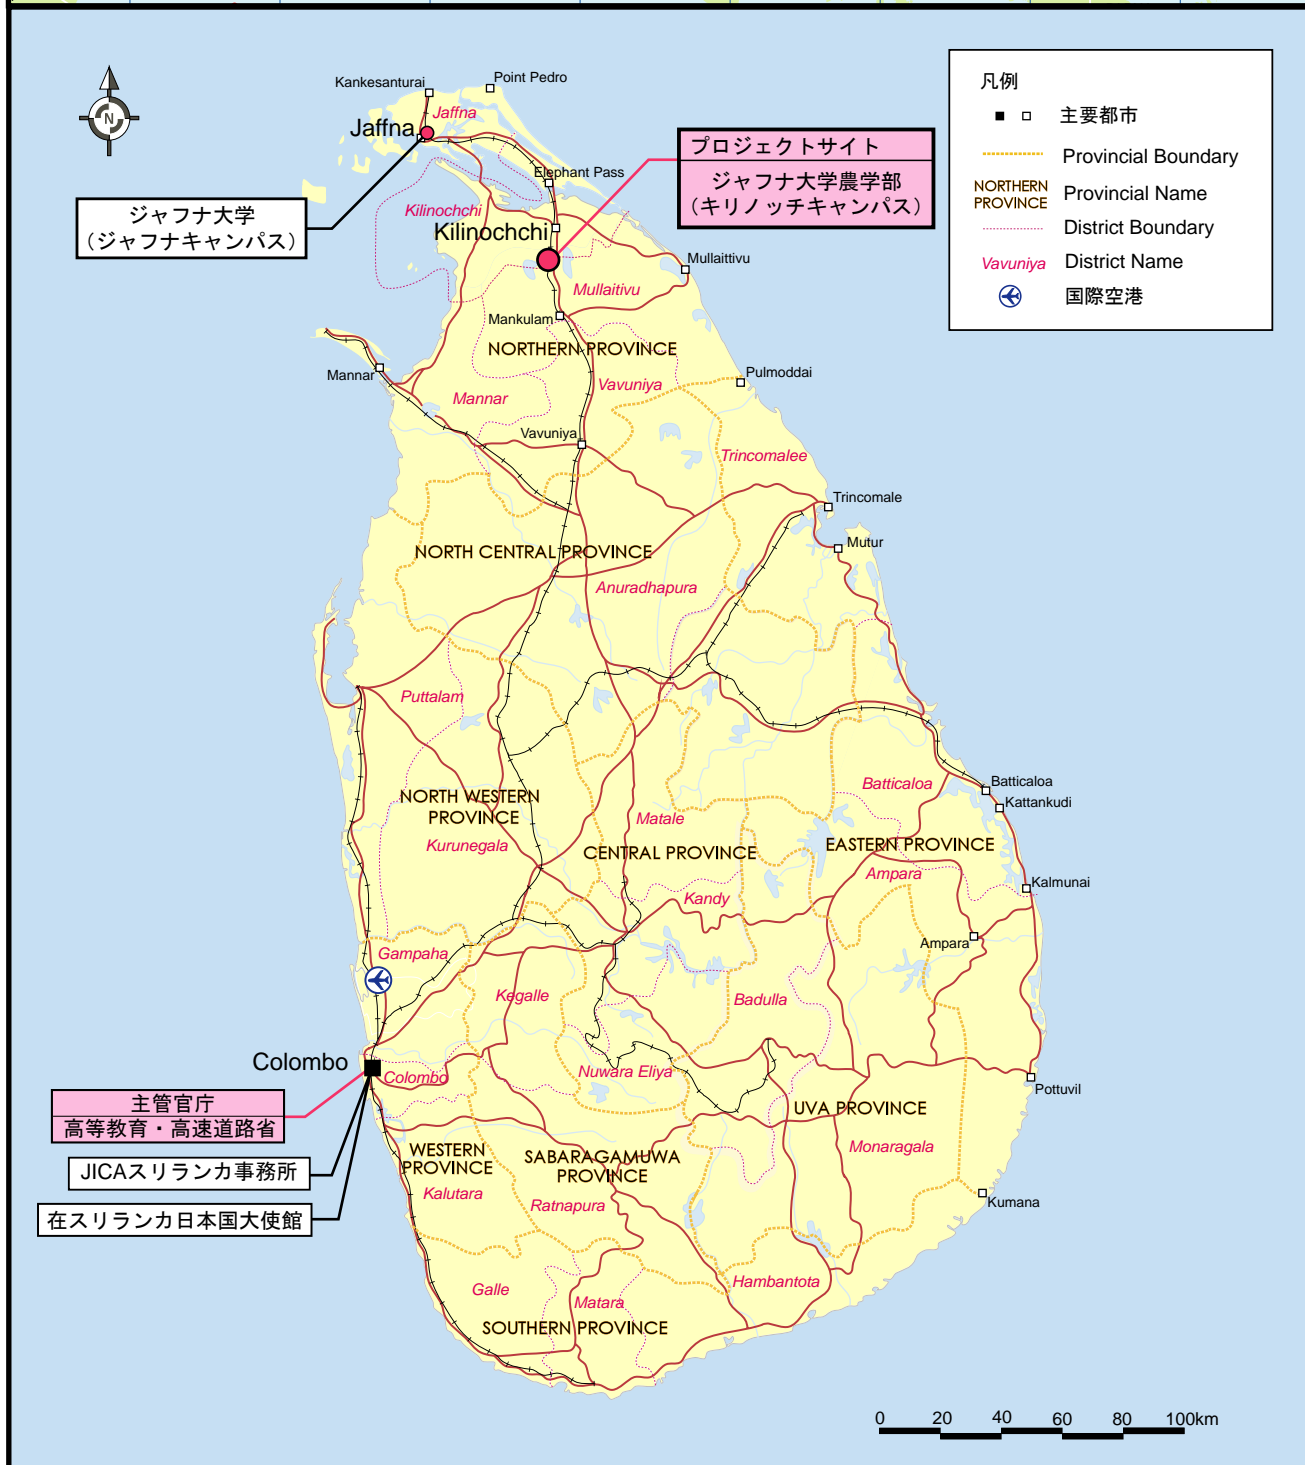 Kankesanturai
Point Pedro
Jaffna
Jaffna
Elephant Pass
Kilinochchi
Kilinochchi
Mullaittivu
Mullaitivu
Mankulam
NORTHERN PROVINCE
Mannar
Mannar
Vavuniya
Pulmoddai
Vavuniya
Trincomalee
Trincomale
Mutur
NORTH CENTRAL PROVINCE
Anuradhapura
Puttalam
NORTH WESTERN
PROVINCE
Kurunegala
Matale
CENTRAL PROVINCE
Kandy
Batticaloa
Batticaloa
Kattankudi
EASTERN PROVINCE
Ampara
Kalmunai
Ampara
Gampaha
Kegalle
Badulla
Colombo
Colombo
Nuwara Eliya
Pottuvil
UVA PROVINCE
Monaragala
WESTERN
PROVINCE
Kalutara
SABARAGAMUWA
PROVINCE
Ratnapura
Kumana
Galle
Matara
Hambantota
SOUTHERN PROVINCE
N
ジャフナ大学
(ジャフナキャンパス)
プロジェクトサイト
ジャフナ大学農学部
(キリノッチキャンパス)
主管官庁
高等教育・高速道路省
JICAスリランカ事務所
在スリランカ日本国大使館
凡例
主要都市
Provincial Boundary
NORTHERN
PROVINCE
Provincial Name
District Boundary
Vavuniya District Name
国際空港
0 20 40 60 80 100km